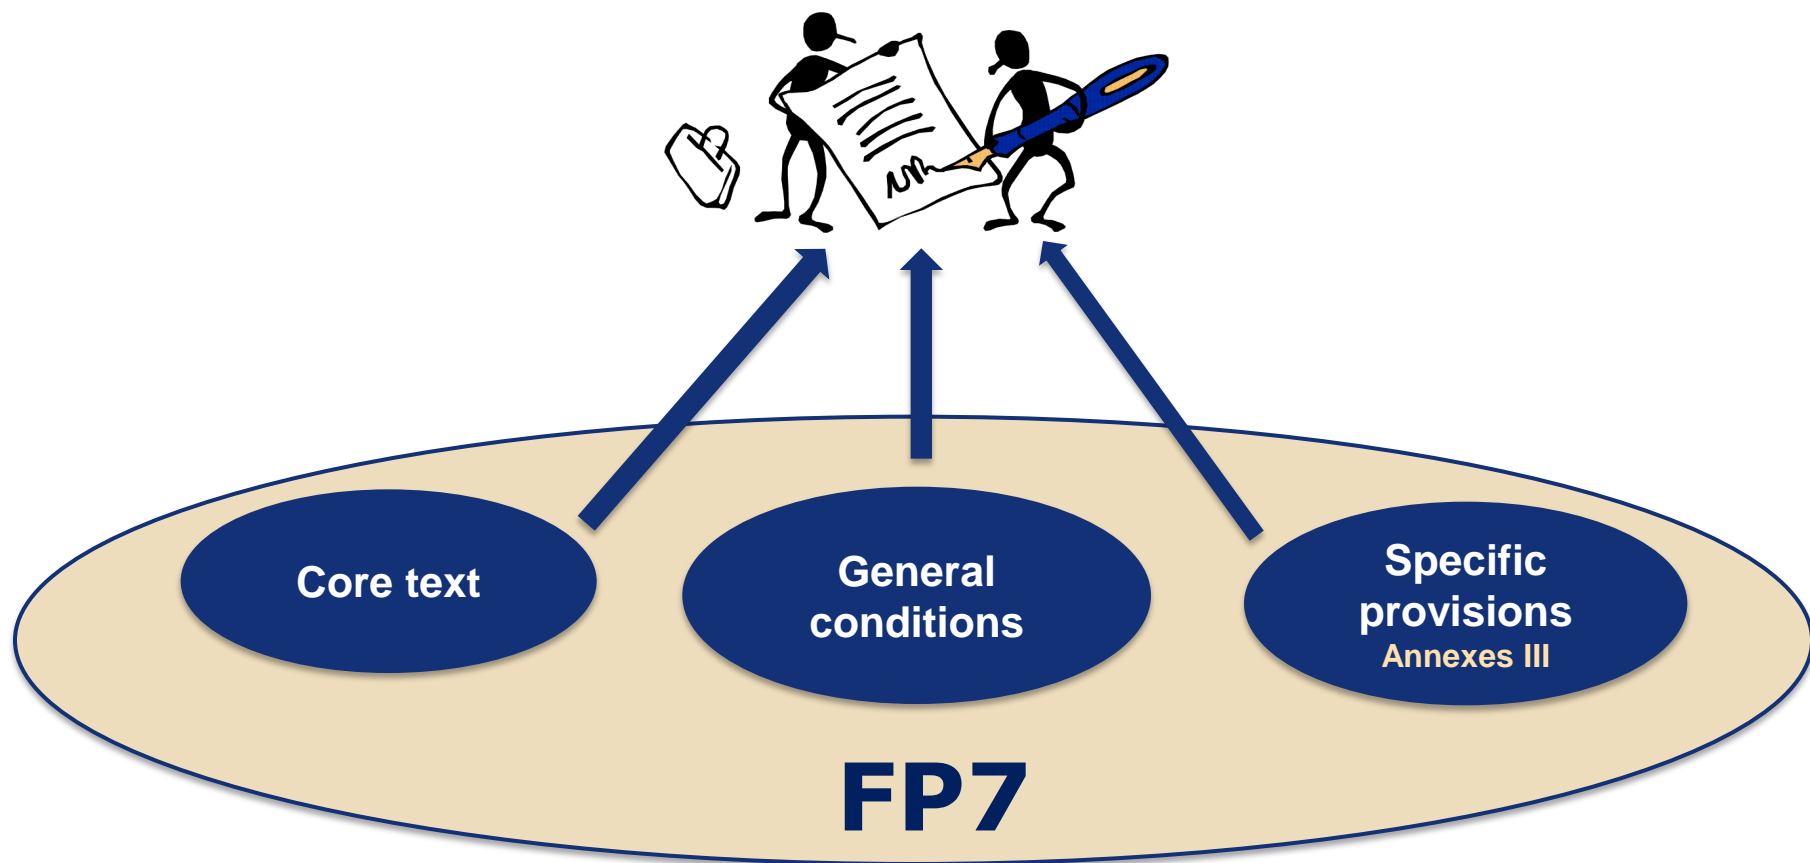 Core text
General
conditions
Specific
provisions
Annexes III
FP7